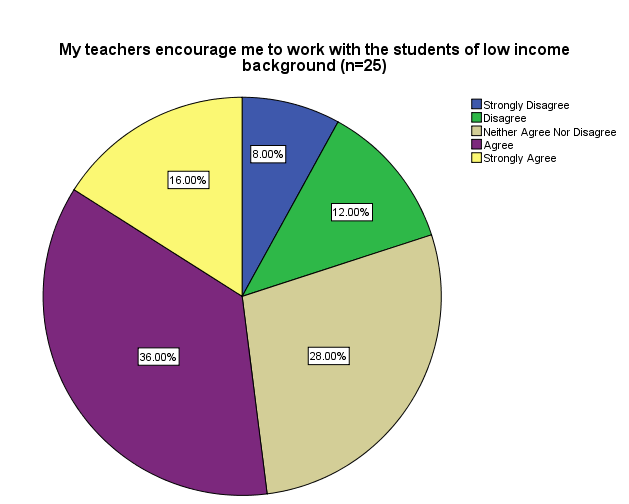 My teachers encourage me to work with the students of low income
background (n=25)
Strongly Disagree
Disagree
Neither Agree Nor Disagree
Agree
Strongly Agree
8.00%
16.00%
12.00%
36.00%
28.00%